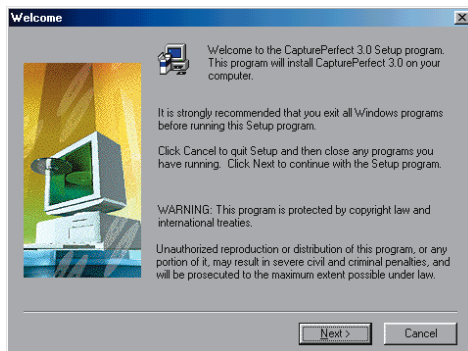 Welcome
Welcome to the CapturePerfect 3.0 Setup program.
This program will install CapturePerfect 3.0 on your
computer.
It is strongly recommended that you exit all Windows programs
before running this Setup program.
Click Cancel to quit Setup and then close any programs you
have running. Click Next to continue with the Setup program.
WARNING: This program is protected by copyright law and
international treaties.
Unauthorized reproduction or distribution of this program, or any
portion of it, may result in severe civil and criminal penalties, and
will be prosecuted to the maximum extent possible under law.
Next >
Cancel